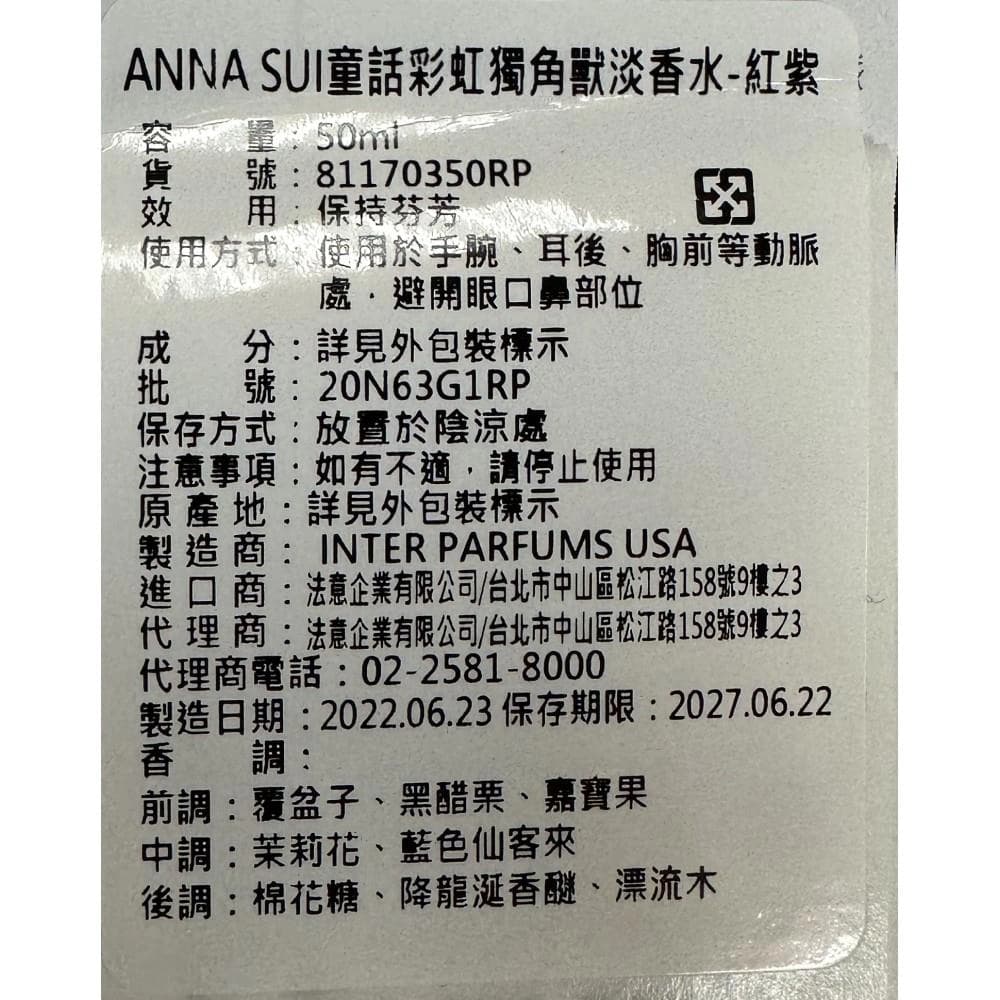 ANNA SUI童話彩虹獨角獸淡香水-紅紫
容量：50ml
貨號：81170350RP
效用：保持芬芳
使用方式：使用於手腕、耳後、胸前等動脈
處，避開眼口鼻部位
成分：詳見外包裝標示
批號：20N63G1RP
保存方式：放置於陰涼處
注意事項：如有不適，請停止使用
原產地：詳見外包裝標示
製造商：INTER PARFUMS USA
進口商：法意企業有限公司/台北市中山區松江路158號9樓之3
代理商：法意企業有限公司/台北市中山區松江路158號9樓之3
代理商電話：02-2581-8000
製造日期：2022.06.23 保存期限：2027.06.22
香調：
前調：覆盆子、黑醋栗、嘉寶果
中調：茉莉花、藍色仙客來
後調：棉花糖、降龍涎香醚、漂流木